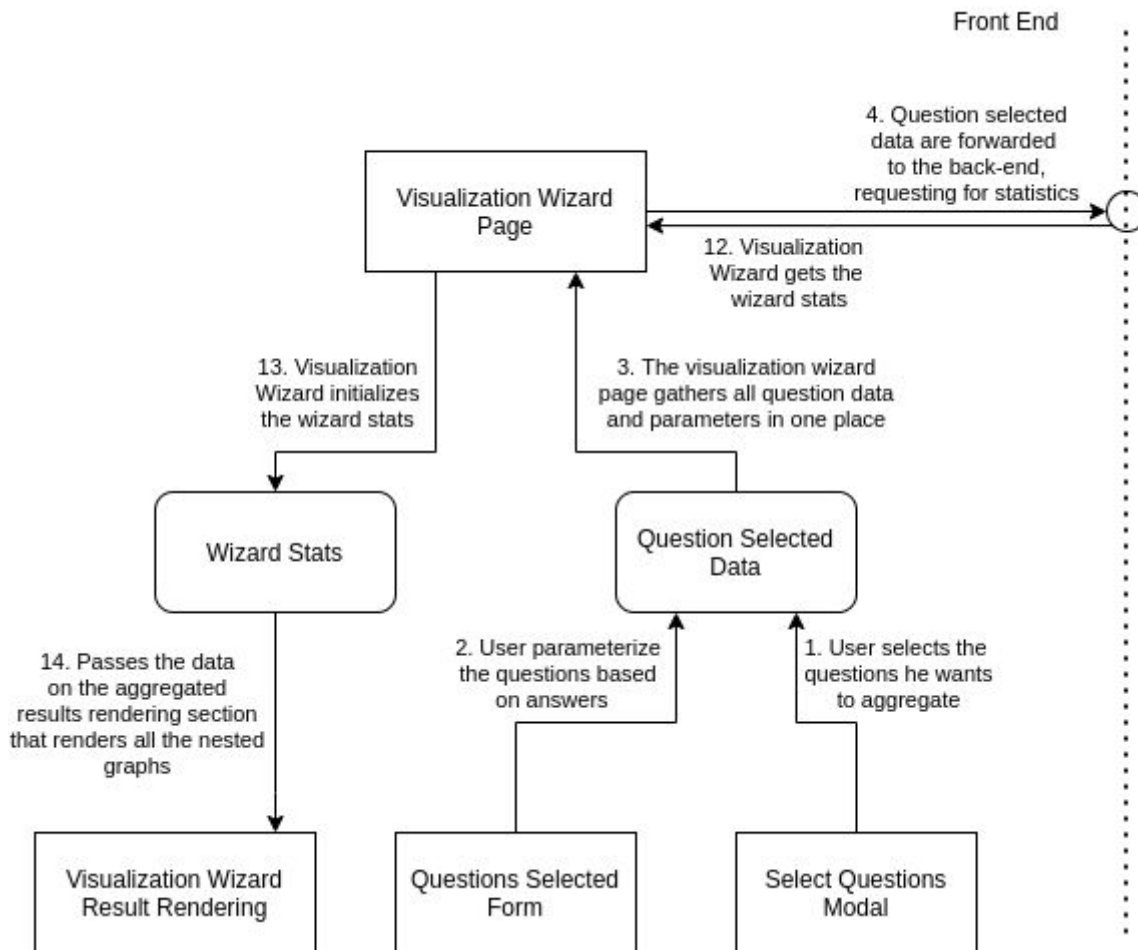 Front End
4. Question selected
data are forwarded
to the back-end,
requesting for statistics
Visualization Wizard
Page
12. Visualization
Wizard gets the
wizard stats
13. Visualization
Wizard initializes
the wizard stats
3. The visualization wizard
page gathers all question data
and parameters in one place
Wizard Stats
Question Selected
Data
2. User parameterize
the questions based
on answers
1. User selects the
questions he wants
to aggregate
14. Passes the data
on the aggregated
results rendering section
that renders all the nested
graphs
Visualization Wizard
Result Rendering
Questions Selected
Form
Select Questions
Modal